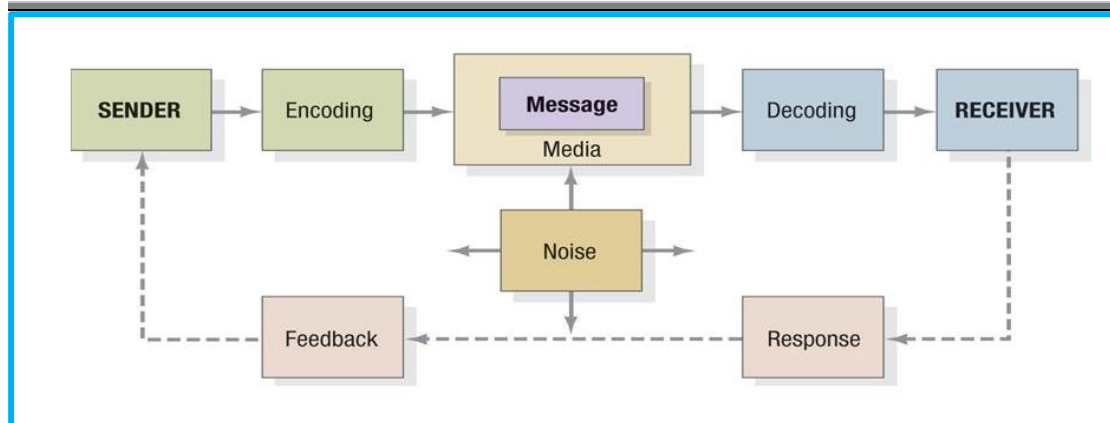 SENDER
Encoding
Message
Media
Decoding
RECEIVER
Noise
Feedback
Response